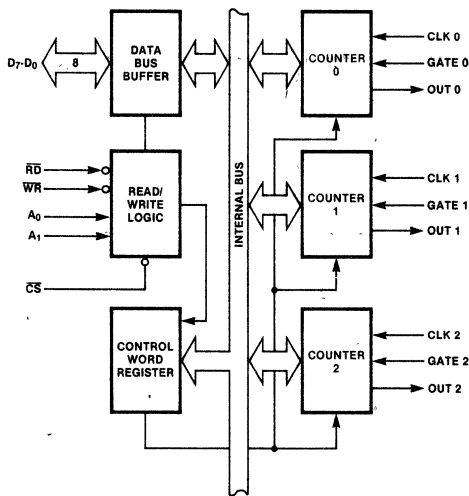 D7-D0
8
DATA
BUS
BUFFER
COUNTER
0
CLK 0
GATE 0
OUT 0
RD
WR
A0
A1
CS
READ/
WRITE
LOGIC
INTERNAL BUS
COUNTER
1
CLK 1
GATE 1
OUT 1
CONTROL
WORD
REGISTER
COUNTER
2
CLK 2
GATE 2
OUT 2